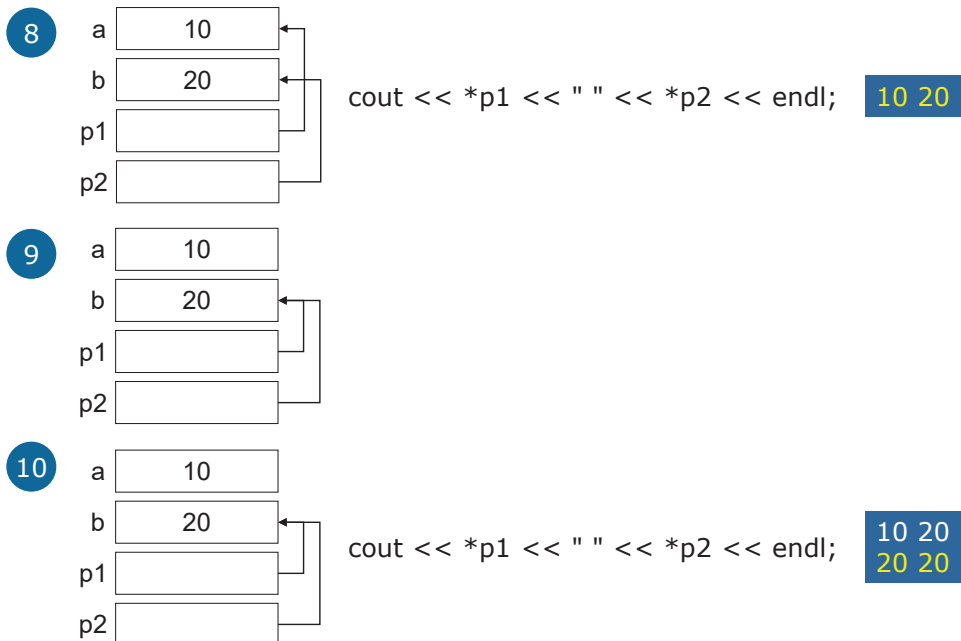 8
a 10
b 20
p1
p2
cout << *p1 << " " << *p2 << endl;
10 20
9
a 10
b 20
p1
p2
10
a 10
b 20
p1
p2
cout << *p1 << " " << *p2 << endl;
10 20
20 20